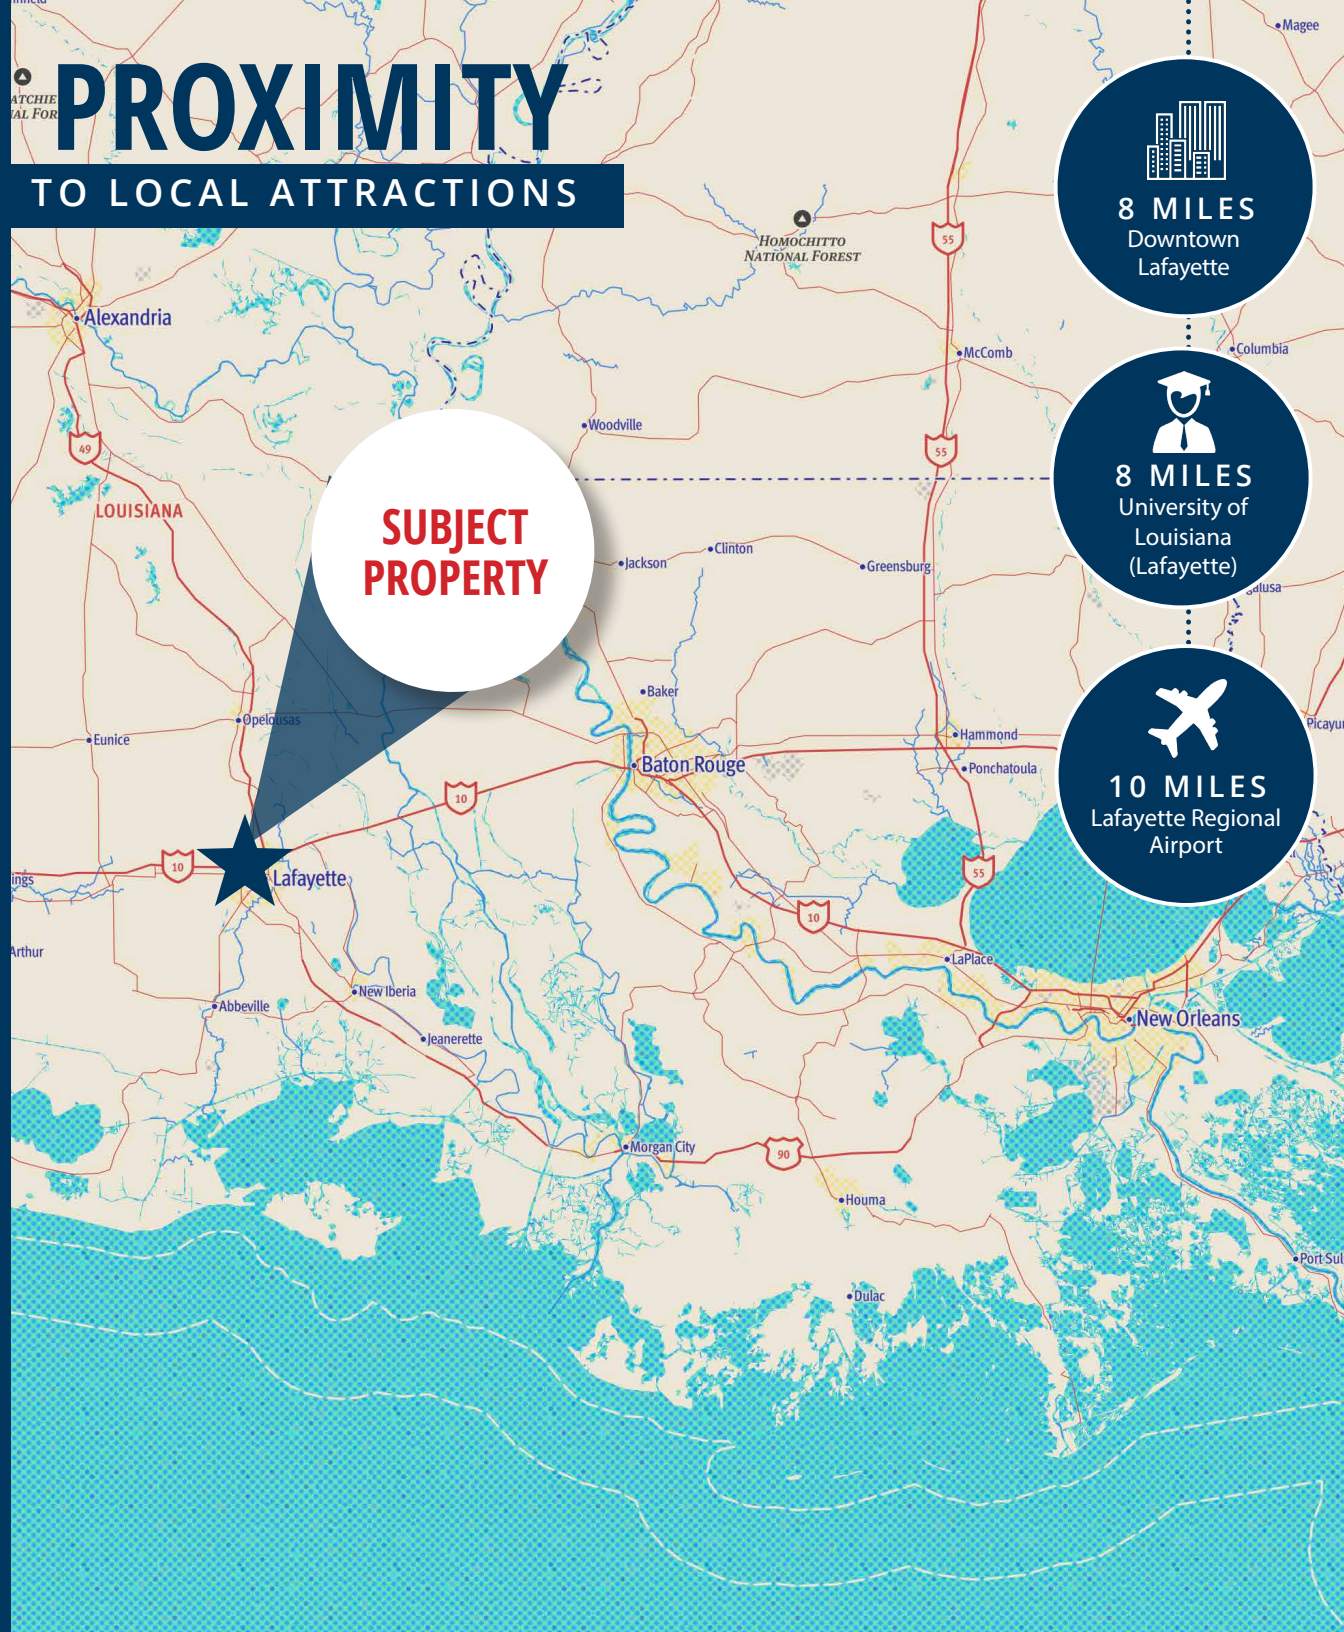 PROXIMITY
TO LOCAL ATTRACTIONS
Magee
8 MILES
Downtown
Lafayette
HOMOCHITTO
NATIONAL FOREST
55
Alexandria
McComb
Columbia
Woodville
49
55
LOUISIANA
SUBJECT
PROPERTY
8 MILES
University of
Louisiana
(Lafayette)
Jackson
Clinton
Greensburg
Baker
Opelousas
Eunice
Hammond
Baton Rouge
Ponchatoula
10 MILES
Lafayette Regional
Airport
10
10
Lafayette
55
10
LaPlace
Arthur
New Iberia
Abbeville
New Orleans
Jeanerette
Morgan City
90
Houma
Port Sul
Dulac